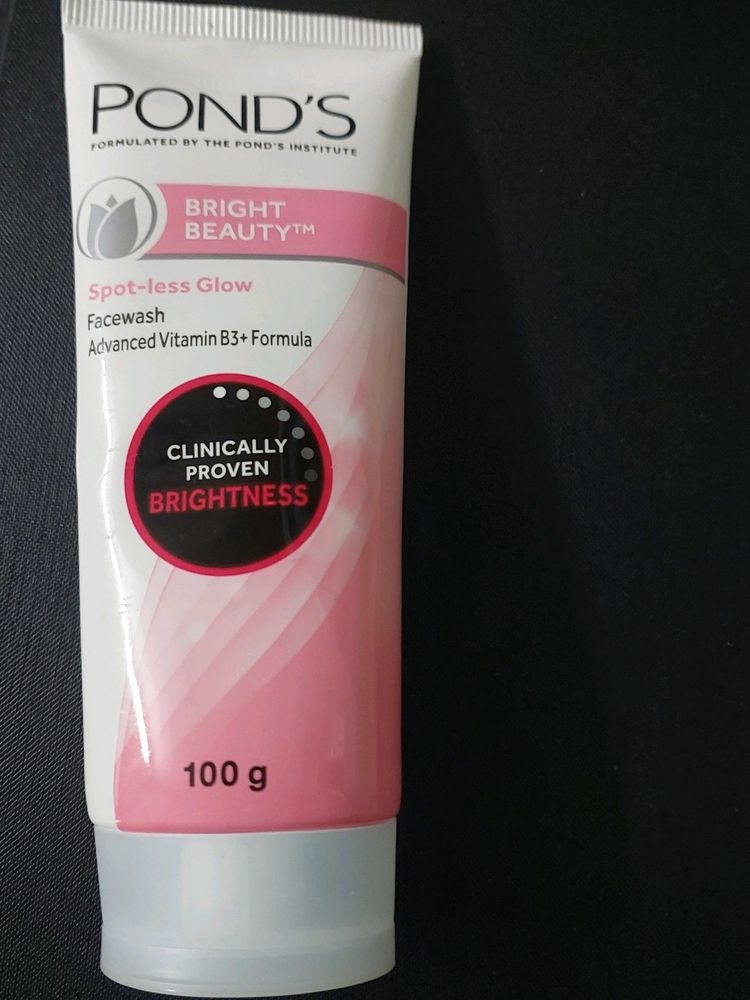 POND'S
FORMULATED BY THE POND'S INSTITUTE
BRIGHT
BEAUTY™
Spot-less Glow
Facewash
Advanced Vitamin B3+ Formula
CLINICALLY
PROVEN
BRIGHTNESS
100 g